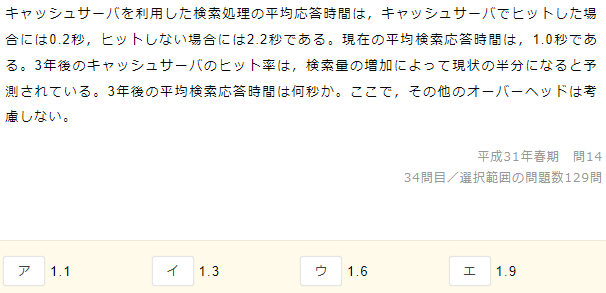 キャッシュサーバを利用した検索処理の平均応答時間は，キャッシュサーバでヒットした場
合には0.2秒，ヒットしない場合には2.2秒である。現在の平均検索応答時間は，1.0秒であ
る。3年後のキャッシュサーバのヒット率は，検索量の増加によって現状の半分になると予
測されている。3年後の平均検索応答時間は何秒か。ここで，その他のオーバーヘッドは考
慮しない。
平成31年春期　問14
34問目／選択範囲の問題数129問
ア 1.1 イ 1.3 ウ 1.6 エ 1.9